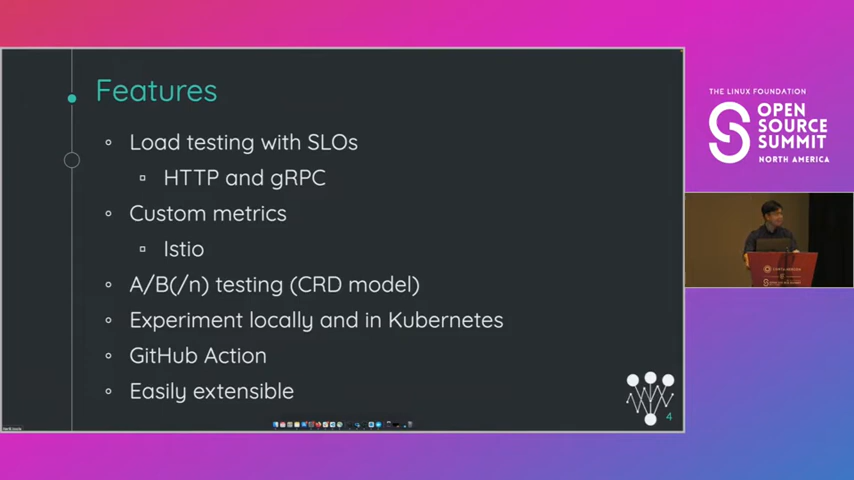 Features
Load testing with SLOs
HTTP and gRPC
Custom metrics
Istio
A/B(/n) testing (CRD model)
Experiment locally and in Kubernetes
GitHub Action
Easily extensible
4
THE LINUX FOUNDATION
OPEN
SOURCE
SUMMIT
NORTH AMERICA